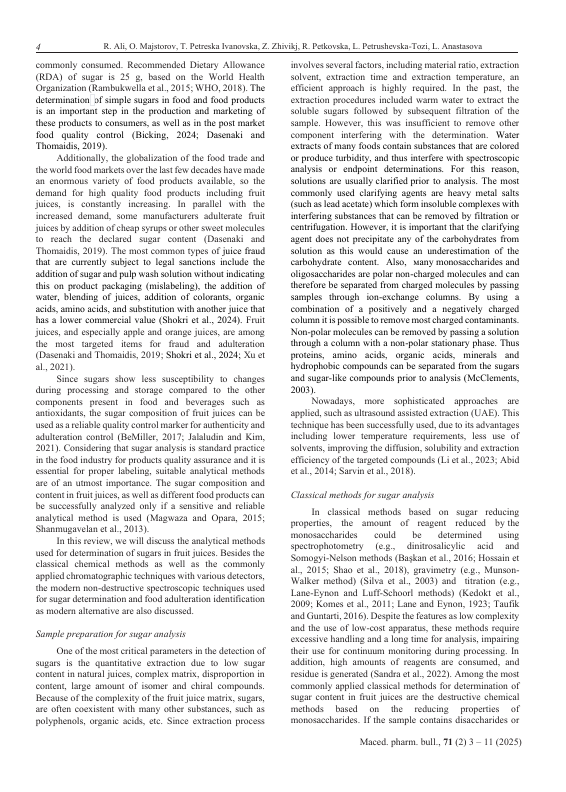 4
R. Ali, O. Majstorov, T. Petreska Ivanovska, Z. Zhivikj, R. Petkovska, L. Petrushevska-Tozi, L. Anastasova
commonly consumed. Recommended Dietary Allowance
(RDA) of sugar is 25 g, based on the World Health
Organization (Rambukwella et al., 2015; WHO, 2018). The
determination of simple sugars in food and food products
is an important step in the production and marketing of
these products to consumers, as well as in the post market
food quality control (Bicking, 2024; Dasenaki and
Thomaidis, 2019).
Additionally, the globalization of the food trade and
the world food markets over the last few decades have made
an enormous variety of food products available, so the
demand for high quality food products including fruit
juices, is constantly increasing. In parallel with the
increased demand, some manufacturers adulterate fruit
juices by addition of cheap syrups or other sweet molecules
to reach the declared sugar content (Dasenaki and
Thomaidis, 2019). The most common types of juice fraud
that are currently subject to legal sanctions include the
addition of sugar and pulp wash solution without indicating
this on product packaging (mislabeling), the addition of
water, blending of juices, addition of colorants, organic
acids, amino acids, and substitution with another juice that
has a lower commercial value (Shokri et al., 2024). Fruit
juices, and especially apple and orange juices, are among
the most targeted items for fraud and adulteration
(Dasenaki and Thomaidis, 2019; Shokri et al., 2024; Xu et
al., 2021).
Since sugars show less susceptibility to changes
during processing and storage compared to the other
components present in food and beverages such as
antioxidants, the sugar composition of fruit juices can be
used as a reliable quality control marker for authenticity and
adulteration control (BeMiller, 2017; Jalaludin and Kim,
2021). Considering that sugar analysis is standard practice
in the food industry for products quality assurance and it is
essential for proper labeling, suitable analytical methods
are of an utmost importance. The sugar composition and
content in fruit juices, as well as different food products can
be successfully analyzed only if a sensitive and reliable
analytical method is used (Magwaza and Opara, 2015;
Shanmugavelan et al., 2013).
In this review, we will discuss the analytical methods
used for determination of sugars in fruit juices. Besides the
classical chemical methods as well as the commonly
applied chromatographic techniques with various detectors,
the modern non-destructive spectroscopic techniques used
for sugar determination and food adulteration identification
as modern alternative are also discussed.
Sample preparation for sugar analysis
One of the most critical parameters in the detection of
sugars is the quantitative extraction due to low sugar
content in natural juices, complex matrix, disproportion in
content, large amount of isomer and chiral compounds.
Because of the complexity of the fruit juice matrix, sugars,
are often coexistent with many other substances, such as
polyphenols, organic acids, etc. Since extraction process
involves several factors, including material ratio, extraction
solvent, extraction time and extraction temperature, an
efficient approach is highly required. In the past, the
extraction procedures included warm water to extract the
soluble sugars followed by subsequent filtration of the
sample. However, this was insufficient to remove other
component interfering with the determination. Water
extracts of many foods contain substances that are colored
or produce turbidity, and thus interfere with spectroscopic
analysis or endpoint determinations. For this reason,
solutions are usually clarified prior to analysis. The most
commonly used clarifying agents are heavy metal salts
(such as lead acetate) which form insoluble complexes with
interfering substances that can be removed by filtration or
centrifugation. However, it is important that the clarifying
agent does not precipitate any of the carbohydrates from
solution as this would cause an underestimation of the
carbohydrate content. Also, many monosaccharides and
oligosaccharides are polar non-charged molecules and can
therefore be separated from charged molecules by passing
samples through ion-exchange columns. By using a
combination of a positively and a negatively charged
column it is possible to remove most charged contaminants.
Non-polar molecules can be removed by passing a solution
through a column with a non-polar stationary phase. Thus
proteins, amino acids, organic acids, minerals and
hydrophobic compounds can be separated from the sugars
and sugar-like compounds prior to analysis (McClements,
2003).
Nowadays, more sophisticated approaches are
applied, such as ultrasound assisted extraction (UAE). This
technique has been successfully used, due to its advantages
including lower temperature requirements, less use of
solvents, improving the diffusion, solubility and extraction
efficiency of the targeted compounds (Li et al., 2023; Abid
et al., 2014; Sarvin et al., 2018).
Classical methods for sugar analysis
In classical methods based on sugar reducing
properties, the amount of reagent reduced by the
monosaccharides could be determined using
spectrophotometry (e.g., dinitrosalicylic acid and
Somogyi-Nelson methods (Başkan et al., 2016; Hossain et
al., 2015; Shao et al., 2018), gravimetry (e.g., Munson-
Walker method) (Silva et al., 2003) and titration (e.g.,
Lane-Eynon and Luff-Schoorl methods) (Kedokt et al.,
2009; Komes et al., 2011; Lane and Eynon, 1923; Taufik
and Guntarti, 2016). Despite the features as low complexity
and the use of low-cost apparatus, these methods require
excessive handling and a long time for analysis, impairing
their use for continuum monitoring during processing. In
addition, high amounts of reagents are consumed, and
residue is generated (Sandra et al., 2022). Among the most
commonly applied classical methods for determination of
sugar content in fruit juices are the destructive chemical
methods based on the reducing properties of
monosaccharides. If the sample contains disaccharides or
Maced. pharm. bull., 71 (2) 3 – 11 (2025)